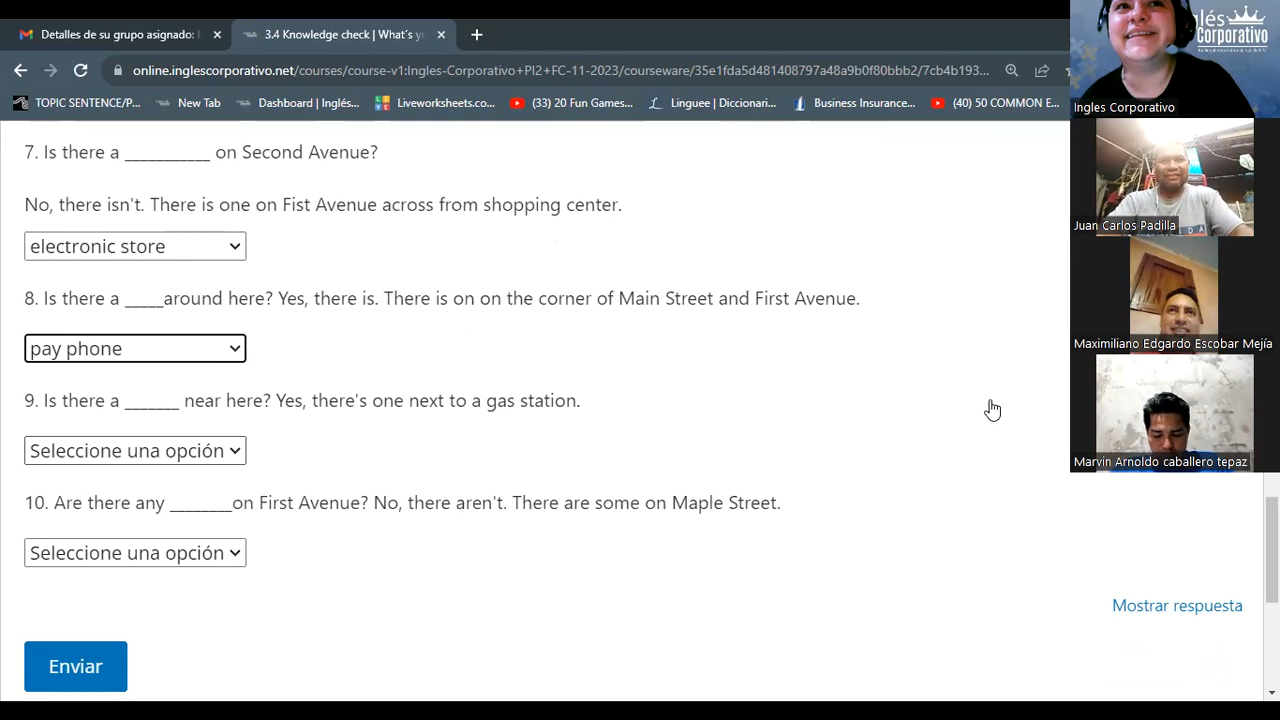 Detalles de su grupo asignado:
3.4 Knowledge check | What's y
online.inglescorporativo.net/courses/course-v1:Ingles-Corporativo+PI2+FC-11-2023/courseware/35e1fda5d481408797a48a9b0f80bbb2/7cb4b193...
TOPIC SENTENCE/P... New Tab Dashboard | Inglés... Liveworksheets.co... (33) 20 Fun Games... Linguee | Diccionari... Business Insurance... (40) 50 COMMON E...
7. Is there a ___________ on Second Avenue?
No, there isn't. There is one on Fist Avenue across from shopping center.
electronic store
8. Is there a _____around here? Yes, there is. There is on on the corner of Main Street and First Avenue.
pay phone
9. Is there a _______ near here? Yes, there's one next to a gas station.
Seleccione una opción
10. Are there any ________on First Avenue? No, there aren't. There are some on Maple Street.
Seleccione una opción
Mostrar respuesta
Enviar
Corporativo
Ingles Corporativo
Juan Carlos Padilla
Maximiliano Edgardo Escobar Mejía
Marvin Arnoldo caballero tepaz